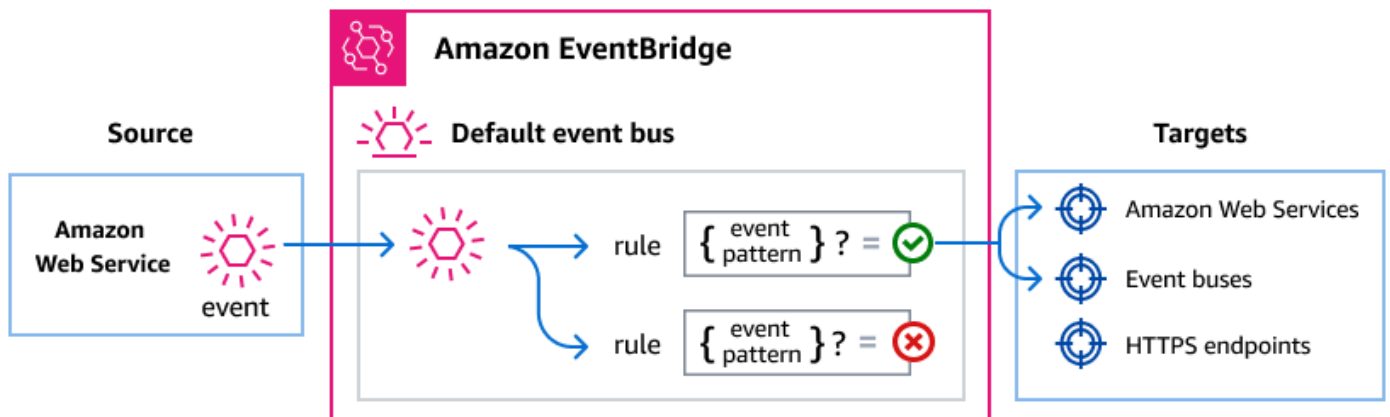 Amazon EventBridge
Source
Default event bus
Targets
Amazon
Web Service
event
rule
{ event
pattern } ? =
rule
{ event
pattern } ? =
Amazon Web Services
Event buses
HTTPS endpoints